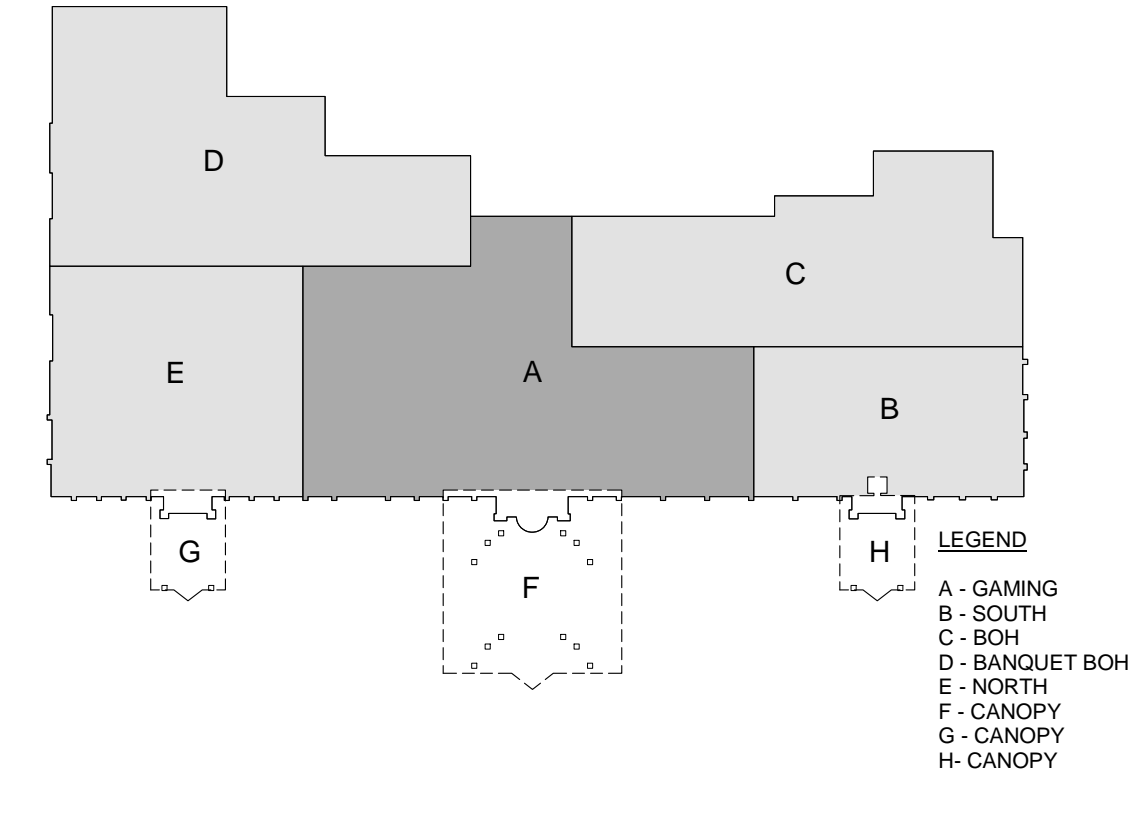 D
C
E
A
B
G
F
H
LEGEND
A - GAMING
B - SOUTH
C - BOH
D - BANQUET BOH
E - NORTH
F - CANOPY
G - CANOPY
H- CANOPY